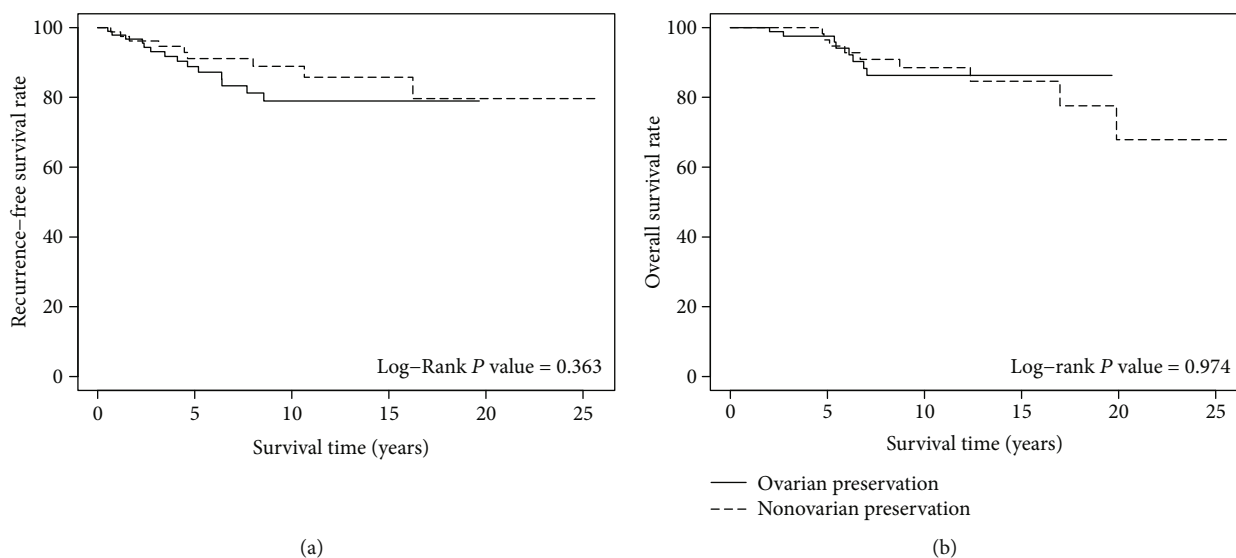 100
80
60
40
20
0
Recurrence-free survival rate
Log-Rank P value = 0.363
0 5 10 15 20 25
Survival time (years)
(a)
100
80
60
40
20
0
Overall survival rate
Log-rank P value = 0.974
0 5 10 15 20 25
Survival time (years)
Ovarian preservation
Nonovarian preservation
(b)